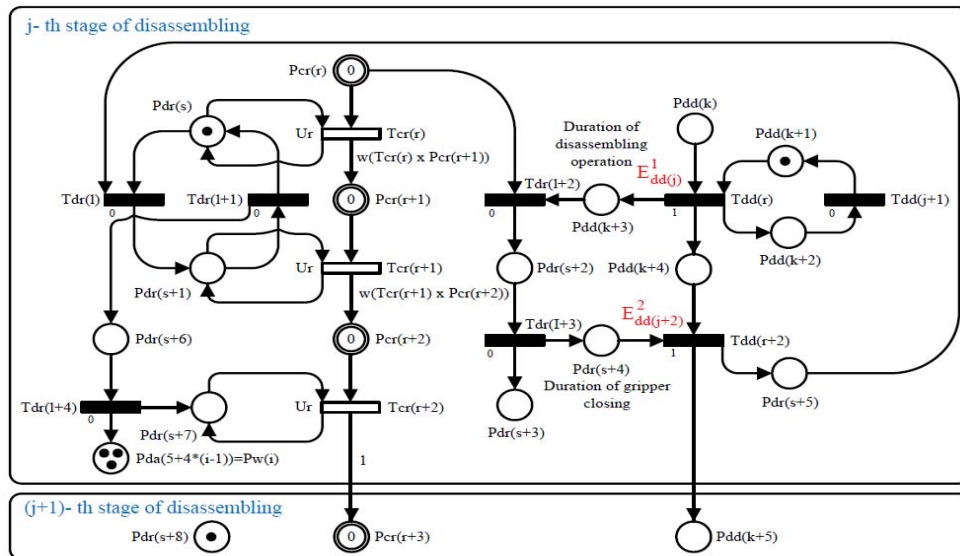 j- th stage of disassembling
Pcr(r)
0
Pdr(s)
Ur
Tcr(r)
w(Tcr(r) x Pcr(r+1))
Pdd(k)
Duration of
disassembling
operation
Pdd(k+1)
E¹dd(j)
Tdr(l)
0
Tdr(l+1)
0
0
Pcr(r+1)
Tdr(l+2)
0
Pdd(k+3)
1
Tdd(r)
0
Tdd(j+1)
Pdd(k+2)
Pdr(s+1)
Ur
Tcr(r+1)
w(Tcr(r+1) x Pcr(r+2))
Pdr(s+2)
Pdd(k+4)
E²dd(j+2)
Pdr(s+6)
0
Pcr(r+2)
Tdr(I+3)
0
Pdr(s+4)
1
Tdd(r+2)
Duration of gripper
closing
Pdr(s+5)
Tdr(l+4)
0
Pdr(s+7)
Ur
Tcr(r+2)
Pdr(s+3)
Pda(5+4*(i-1))=Pw(i)
1
(j+1)- th stage of disassembling
Pdr(s+8)
0
Pcr(r+3)
Pdd(k+5)